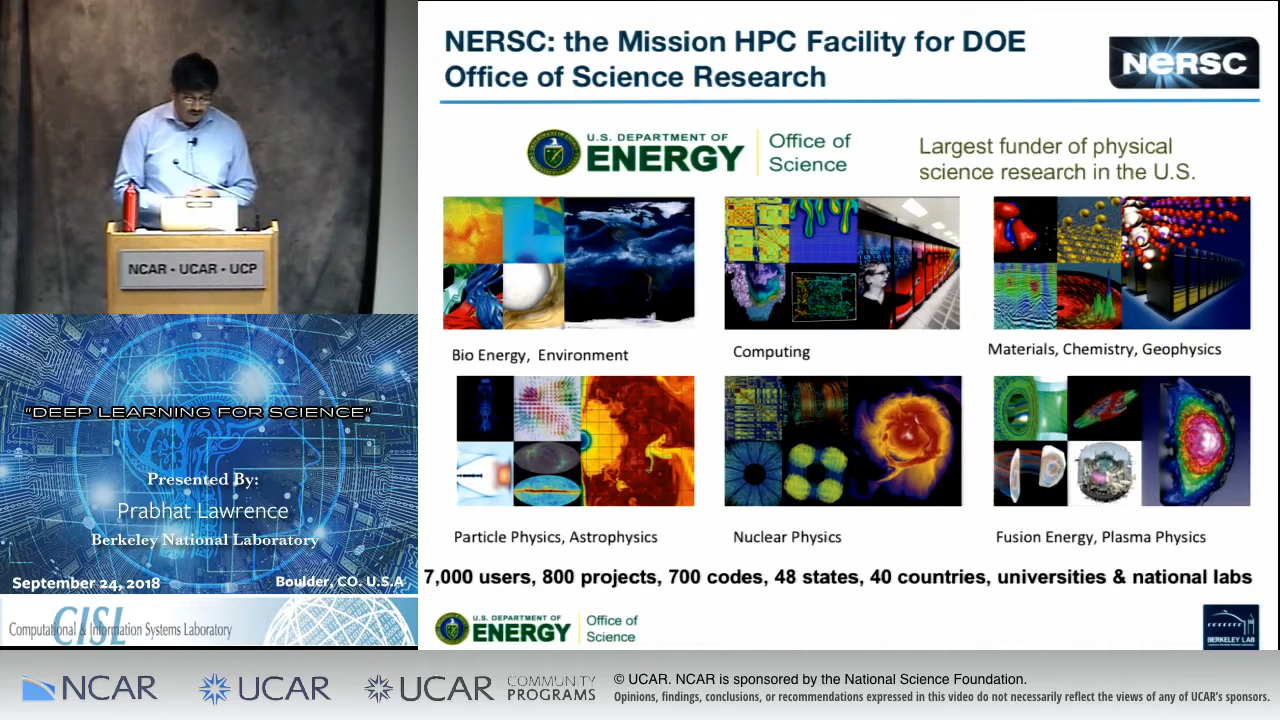 NERSC: the Mission HPC Facility for DOE
Office of Science Research
NERSC
U.S. DEPARTMENT OF
ENERGY
Office of
Science
Largest funder of physical
science research in the U.S.
Bio Energy, Environment
Computing
Materials, Chemistry, Geophysics
Particle Physics, Astrophysics
Nuclear Physics
Fusion Energy, Plasma Physics
7,000 users, 800 projects, 700 codes, 48 states, 40 countries, universities & national labs
U.S. DEPARTMENT OF
ENERGY
Office of
Science
BERKELEY LAB
NCAR - UCAR - UCP
"DEEP LEARNING FOR SCIENCE"
Presented By:
Prabhat Lawrence
Berkeley National Laboratory
September 24, 2018
Boulder, CO. U.S.A
CISL
Computational & Information Systems Laboratory
NCAR
UCAR
UCAR
COMMUNITY
PROGRAMS
© UCAR. NCAR is sponsored by the National Science Foundation.
Opinions, findings, conclusions, or recommendations expressed in this video do not necessarily reflect the views of any of UCAR's sponsors.